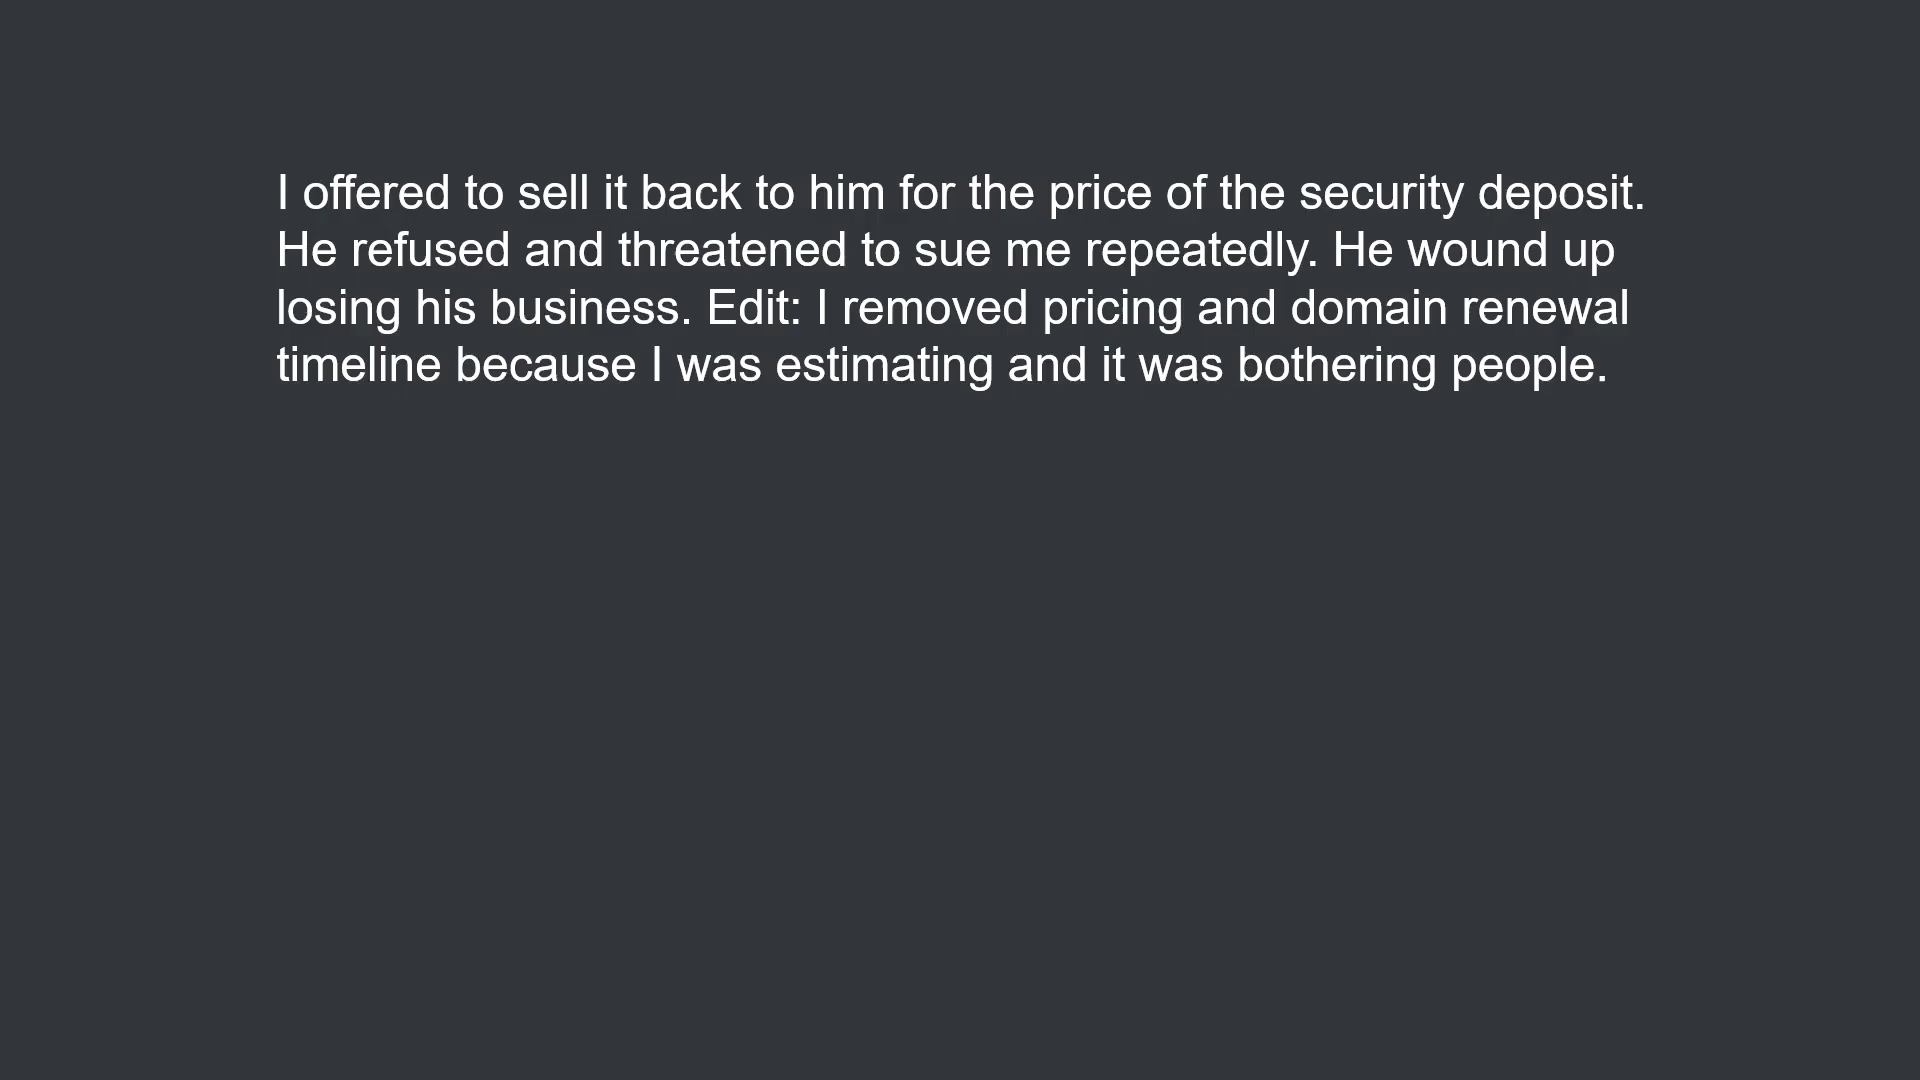 I offered to sell it back to him for the price of the security deposit.
He refused and threatened to sue me repeatedly. He wound up
losing his business. Edit: I removed pricing and domain renewal
timeline because I was estimating and it was bothering people.